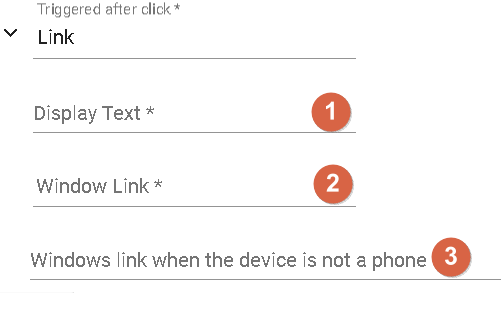 Triggered after click *
Link
Display Text * 1
Window Link * 2
Windows link when the device is not a phone 3